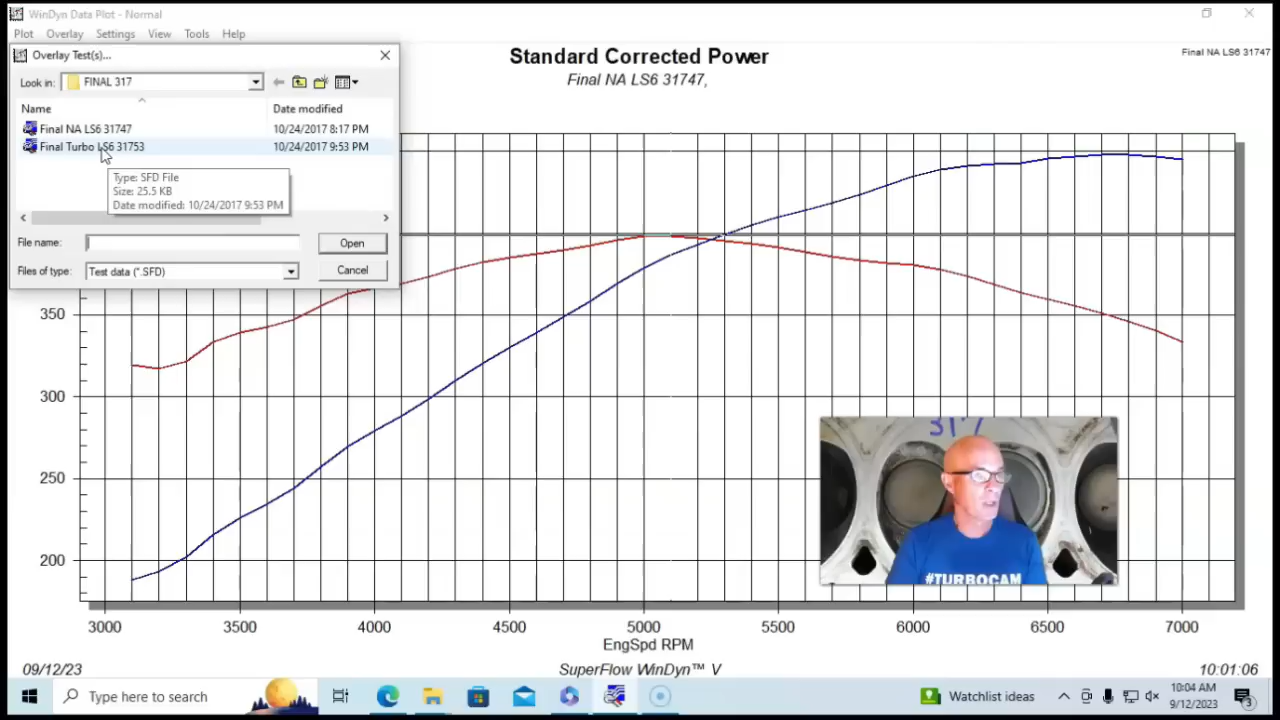 WinDyn Data Plot - Normal
Plot Overlay Settings View Tools Help
Overlay Test(s)...
Look in: FINAL 317
Name Date modified
Final NA LS6 31747 10/24/2017 8:17 PM
Final Turbo LS6 31753 10/24/2017 9:53 PM
Type: SFD File
Size: 25.5 KB
Date modified: 10/24/2017 9:53 PM
File name: Open
Files of type: Test data (*.SFD) Cancel
Standard Corrected Power
Final NA LS6 31747,
Final NA LS6 31747
350
300
250
200
3000 3500 4000 4500 5000 5500 6000 6500 7000
EngSpd RPM
317
#TURBOCAM
09/12/23 SuperFlow WinDyn™ V 10:01:06
Type here to search
Watchlist ideas
10:04 AM
9/12/2023
3